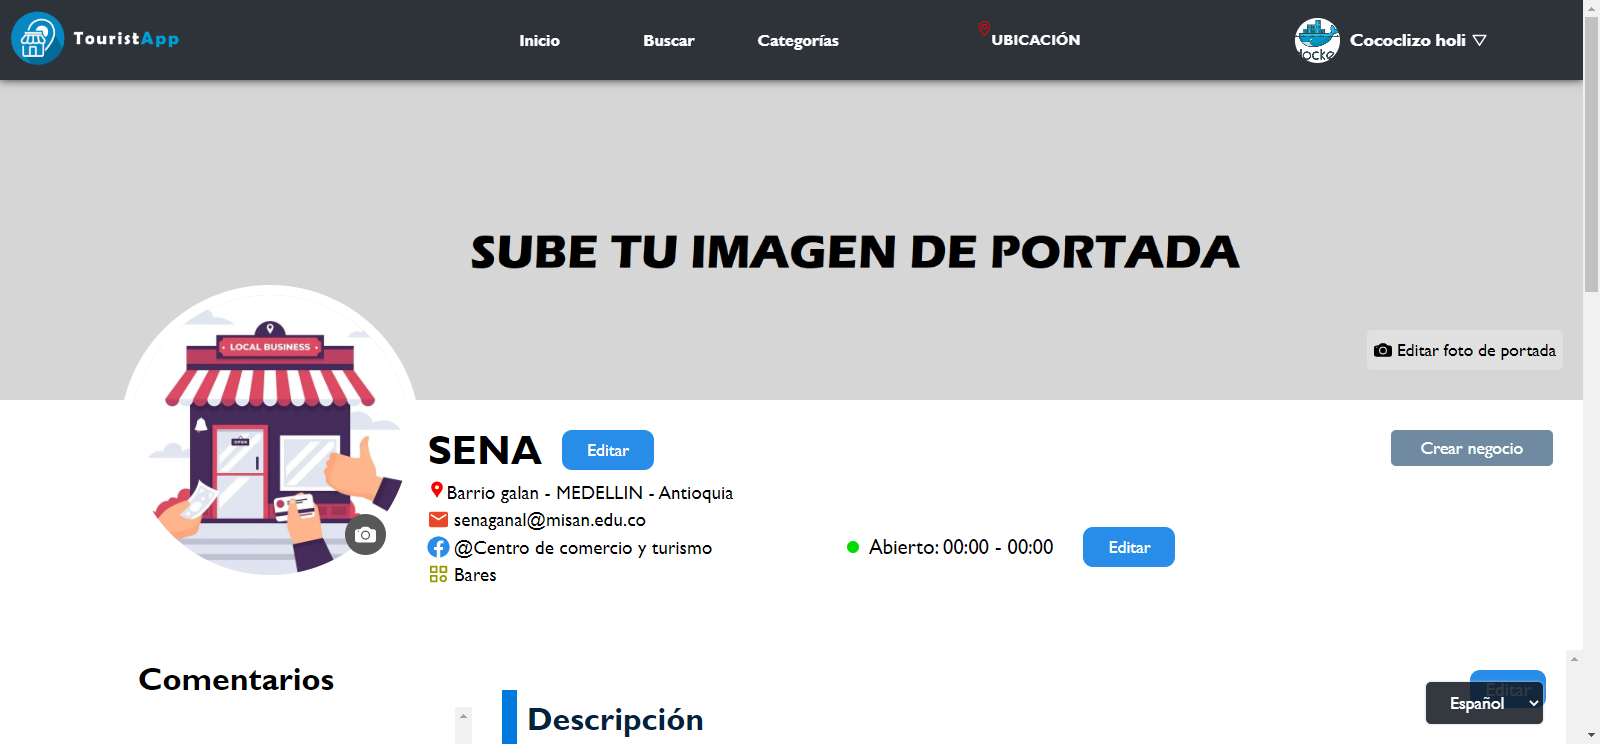 TouristApp
Inicio
Buscar
Categorías
UBICACIÓN
Cococlizo holi
SUBE TU IMAGEN DE PORTADA
LOCAL BUSINESS
OPEN
Editar foto de portada
SENA
Editar
Crear negocio
Barrio galan - MEDELLIN - Antioquia
senaganal@misan.edu.co
@Centro de comercio y turismo
Abierto: 00:00 - 00:00
Editar
Bares
Comentarios
Descripción
Editar
Español